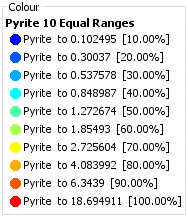 Colour
Pyrite 10 Equal Ranges
Pyrite to 0.102495 [10.00%]
Pyrite to 0.30037 [20.00%]
Pyrite to 0.537578 [30.00%]
Pyrite to 0.848987 [40.00%]
Pyrite to 1.272674 [50.00%]
Pyrite to 1.85493 [60.00%]
Pyrite to 2.725604 [70.00%]
Pyrite to 4.083992 [80.00%]
Pyrite to 6.3439 [90.00%]
Pyrite to 18.694911 [100.00%]